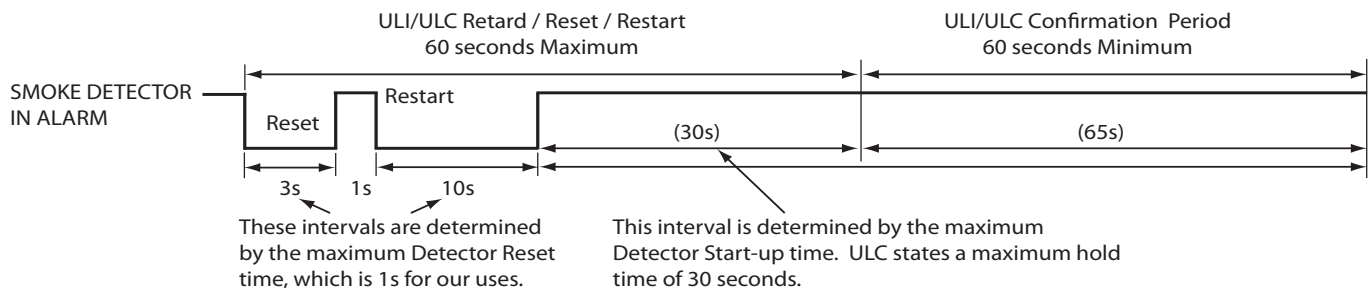 ULI/ULC Retard / Reset / Restart
60 seconds Maximum
ULI/ULC Confirmation Period
60 seconds Minimum
SMOKE DETECTOR
IN ALARM
Reset
Restart
(30s)
(65s)
3s
1s
10s
These intervals are determined
by the maximum Detector Reset
time, which is 1s for our uses.
This interval is determined by the maximum
Detector Start-up time. ULC states a maximum hold
time of 30 seconds.